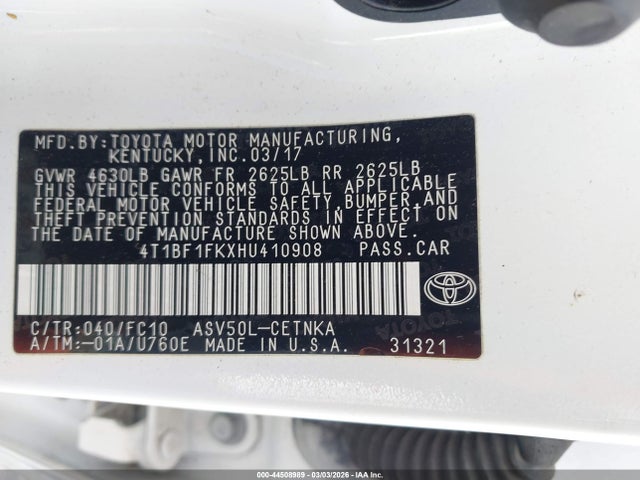 MFD.BY:TOYOTA MOTOR MANUFACTURING,
KENTUCKY, INC.03/17
GVWR 4630LB GAWR FR 2625LB RR 2625LB
THIS VEHICLE CONFORMS TO ALL APPLICABLE
FEDERAL MOTOR VEHICLE SAFETY,BUMPER,AND
THEFT PREVENTION STANDARDS IN EFFECT ON
THE DATE OF MANUFACTURE SHOWN ABOVE.
4T1BF1FKXHU410908 PASS.CAR
C/TR:040/FC10 ASV50L-CETNKA
A/TM:-01A/U760E MADE IN U.S.A. 31321
TOYOTA
000-44508989 | 03/03/2026 | IAA Inc.